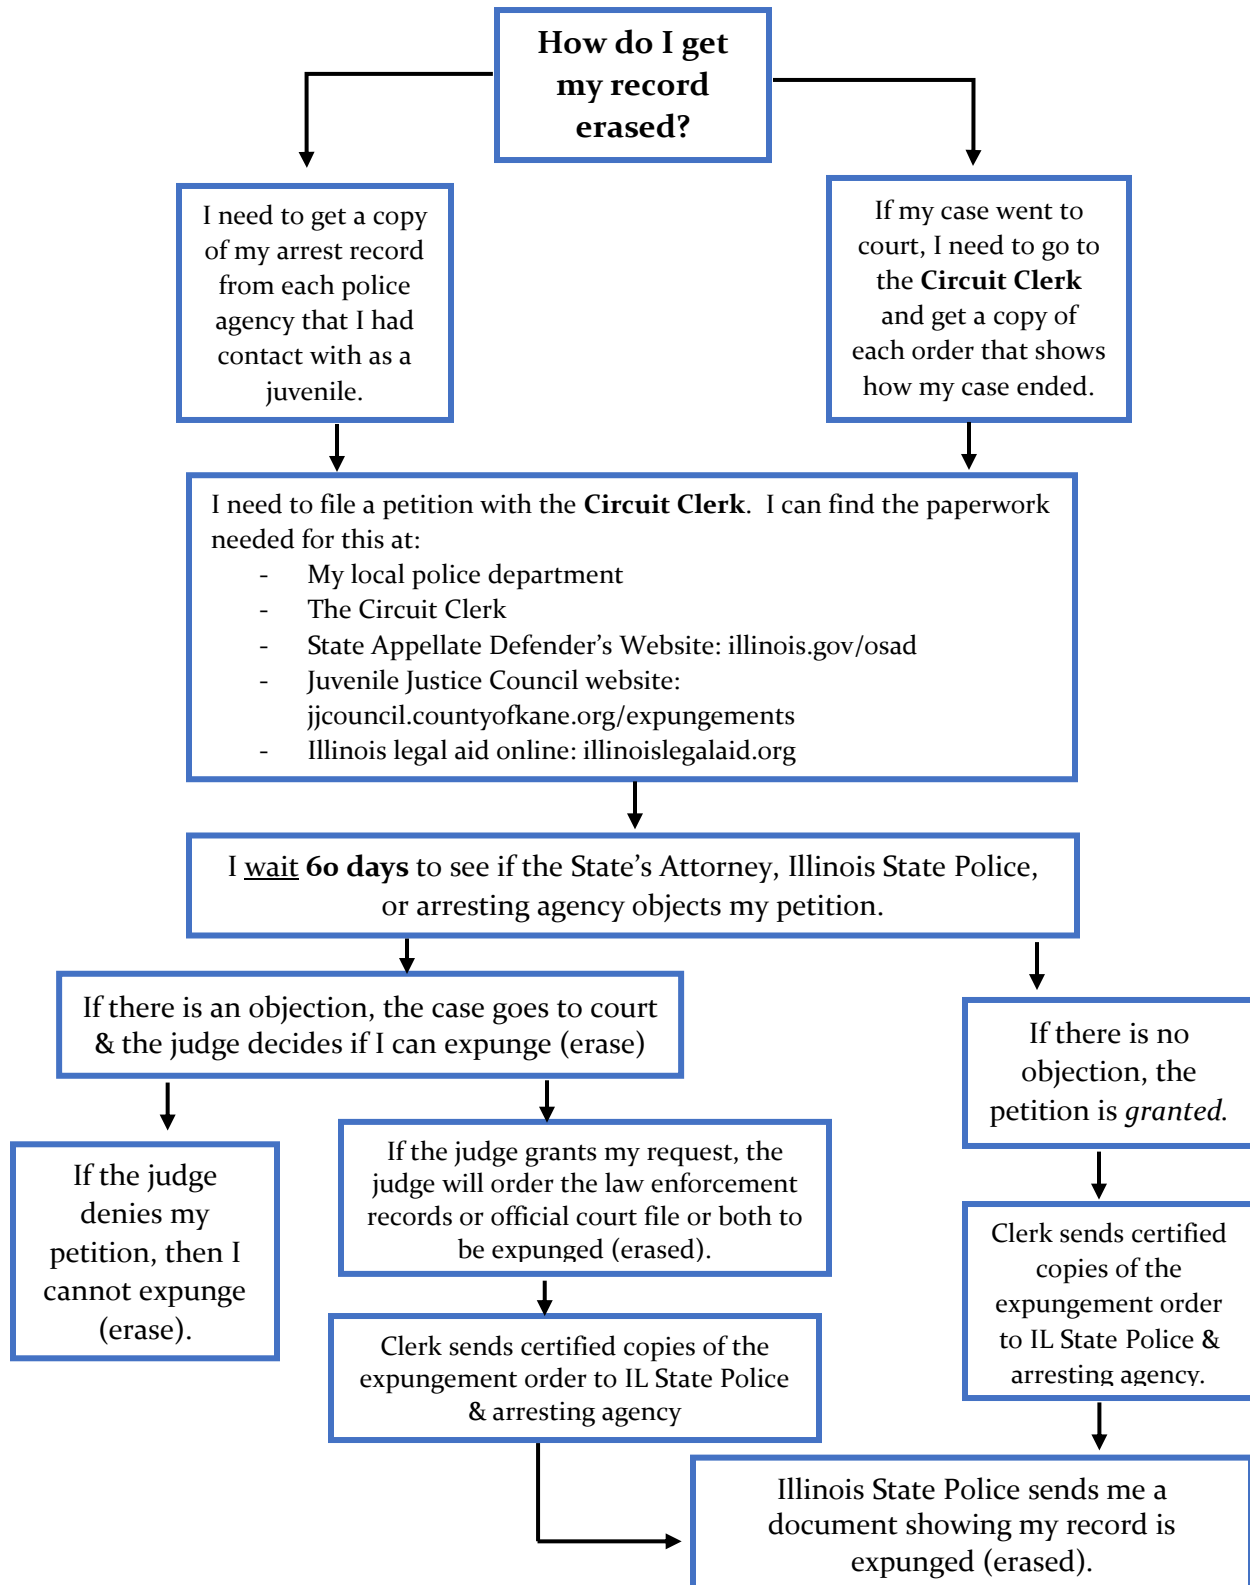 How do I get
my record
erased?
I need to get a copy
of my arrest record
from each police
agency that I had
contact with as a
juvenile.
If my case went to
court, I need to go to
the Circuit Clerk
and get a copy of
each order that shows
how my case ended.
I need to file a petition with the Circuit Clerk. I can find the paperwork
needed for this at:
- My local police department
- The Circuit Clerk
- State Appellate Defender’s Website: illinois.gov/osad
- Juvenile Justice Council website:
jjcouncil.countyofkane.org/expungements
- Illinois legal aid online: illinoislegalaid.org
I wait 60 days to see if the State’s Attorney, Illinois State Police,
or arresting agency objects my petition.
If there is an objection, the case goes to court
& the judge decides if I can expunge (erase)
If there is no
objection, the
petition is granted.
If the judge
denies my
petition, then I
cannot expunge
(erase).
If the judge grants my request, the
judge will order the law enforcement
records or official court file or both to
be expunged (erased).
Clerk sends certified
copies of the
expungement order
to IL State Police &
arresting agency.
Clerk sends certified copies of the
expungement order to IL State Police
& arresting agency
Illinois State Police sends me a
document showing my record is
expunged (erased).